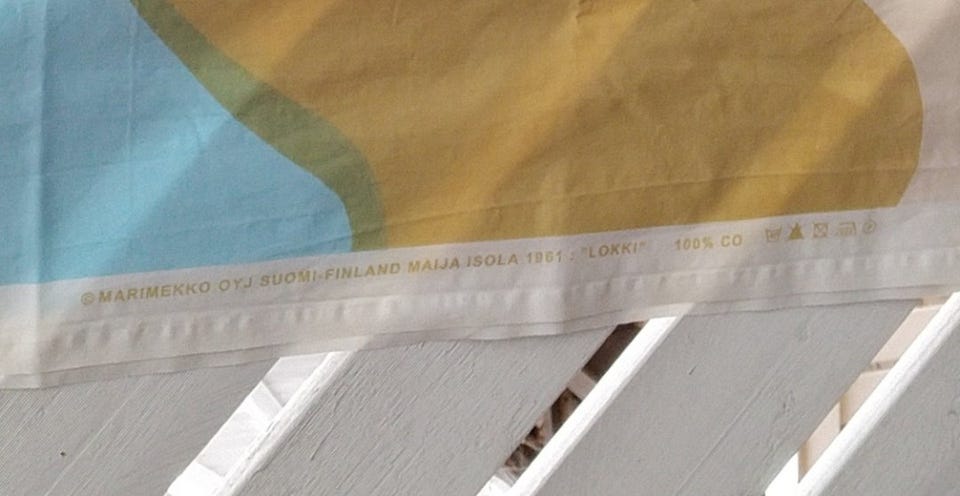 © MARIMEKKO OYJ SUOMI-FINLAND MAIJA ISOLA 1961 : "LOKKI" 100% CO